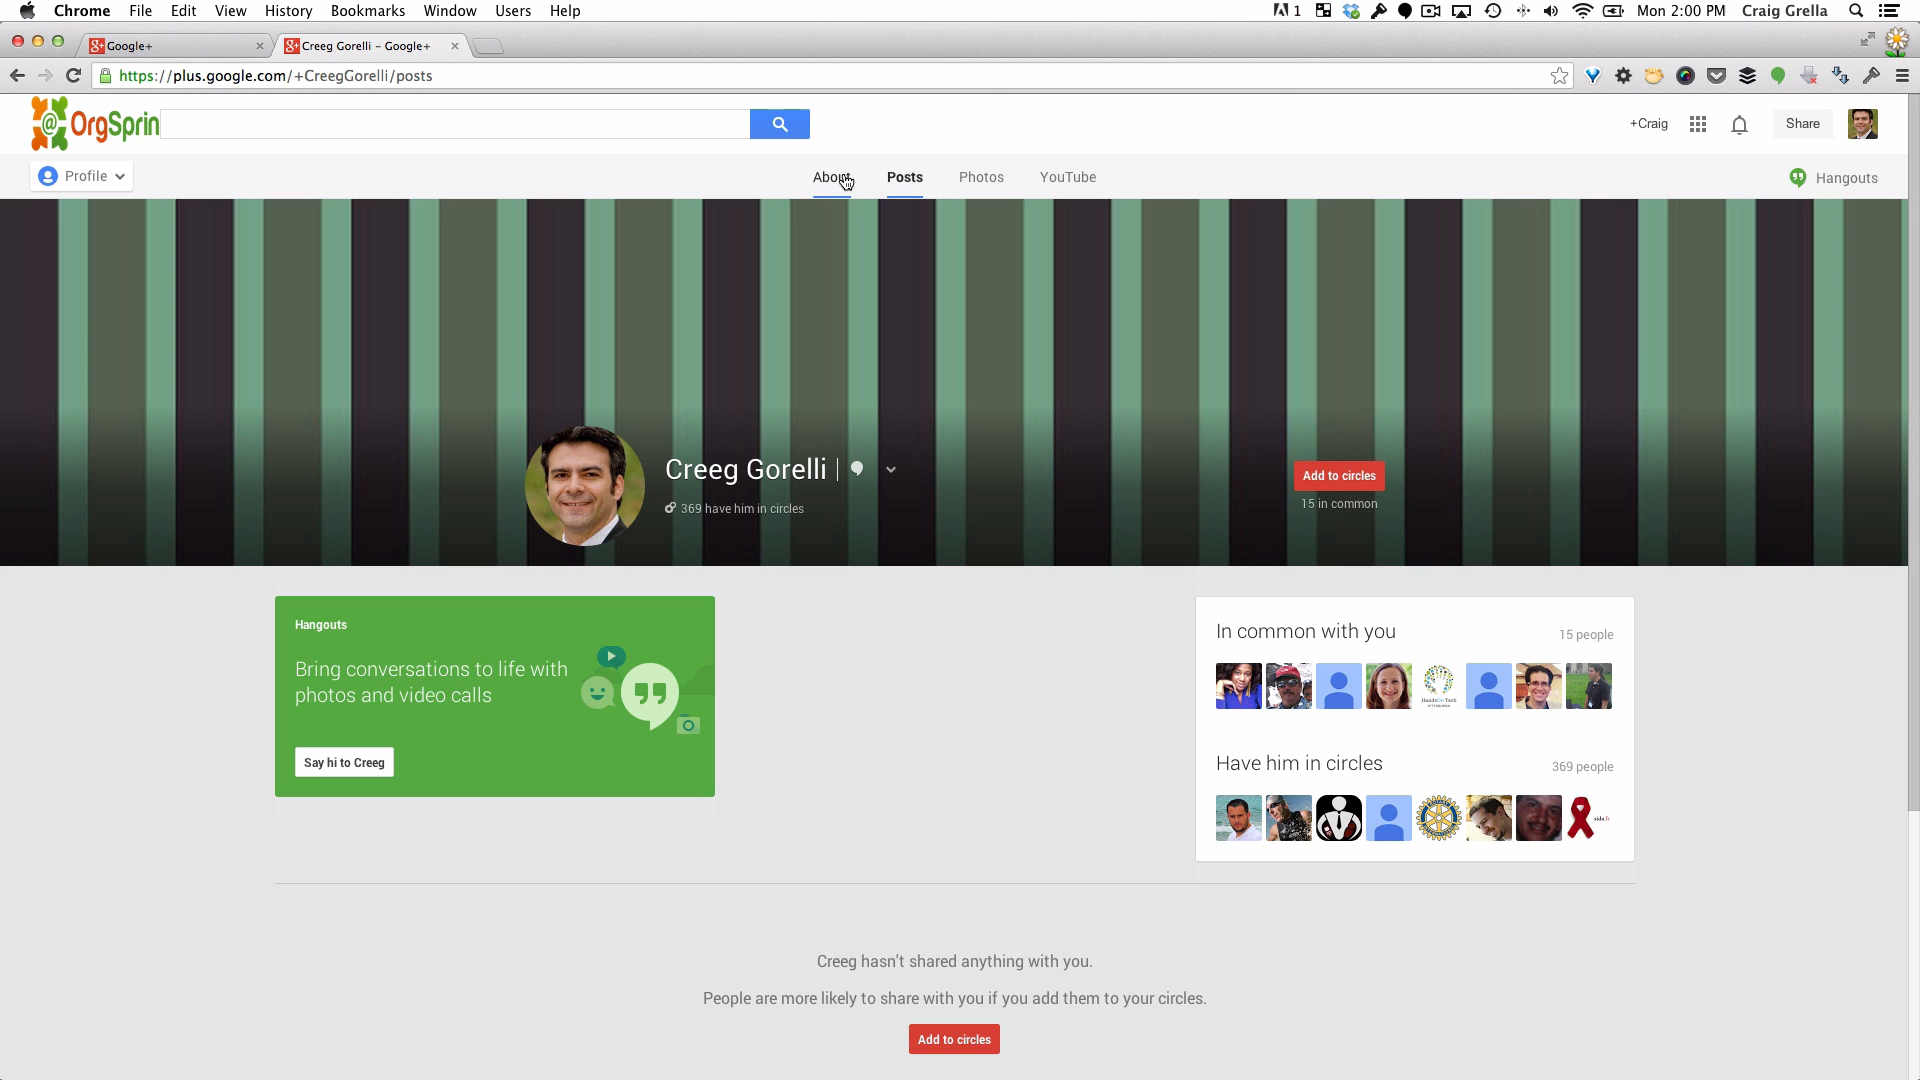 Chrome File Edit View History Bookmarks Window Users Help 1 Mon 2:00 PM Craig Grella
Google+ Creeg Gorelli - Google+
https://plus.google.com/+CreegGorelli/posts
@OrgSprin +Craig Share
Profile About Posts Photos YouTube Hangouts
Creeg Gorelli
369 have him in circles
Add to circles
15 in common
Hangouts
Bring conversations to life with
photos and video calls
Say hi to Creeg
In common with you 15 people
HandsOn Tech
PITTSBURGH
Have him in circles 369 people
Creeg hasn't shared anything with you.
People are more likely to share with you if you add them to your circles.
Add to circles